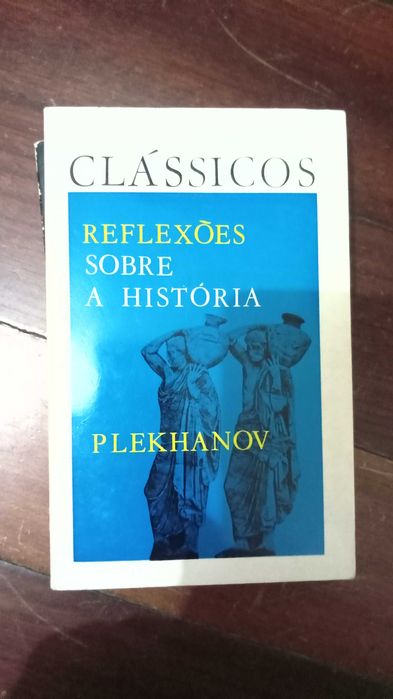 CLÁSSICOS
REFLEXÕES
SOBRE
A HISTÓRIA
PLEKHANOV